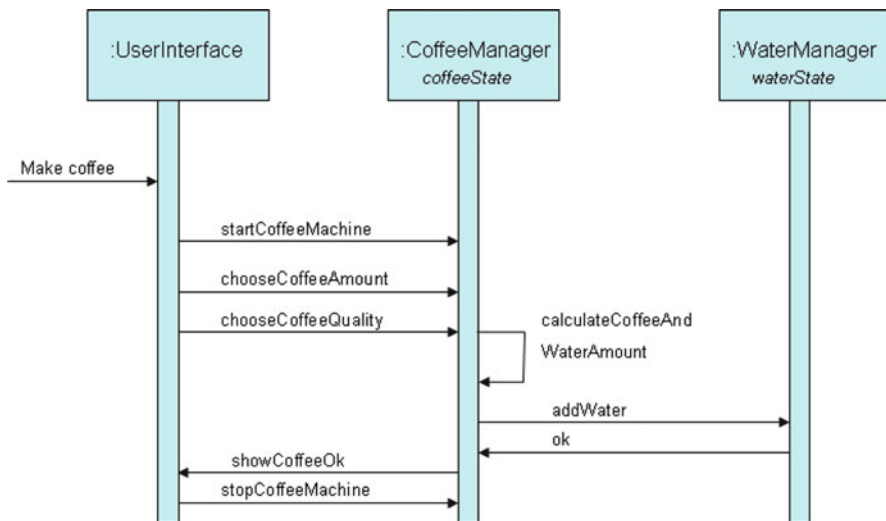 :UserInterface
:CoffeeManager
coffeeState
:WaterManager
waterState
Make coffee
startCoffeeMachine
chooseCoffeeAmount
chooseCoffeeQuality
calculateCoffeeAnd
WaterAmount
addWater
ok
showCoffeeOk
stopCoffeeMachine